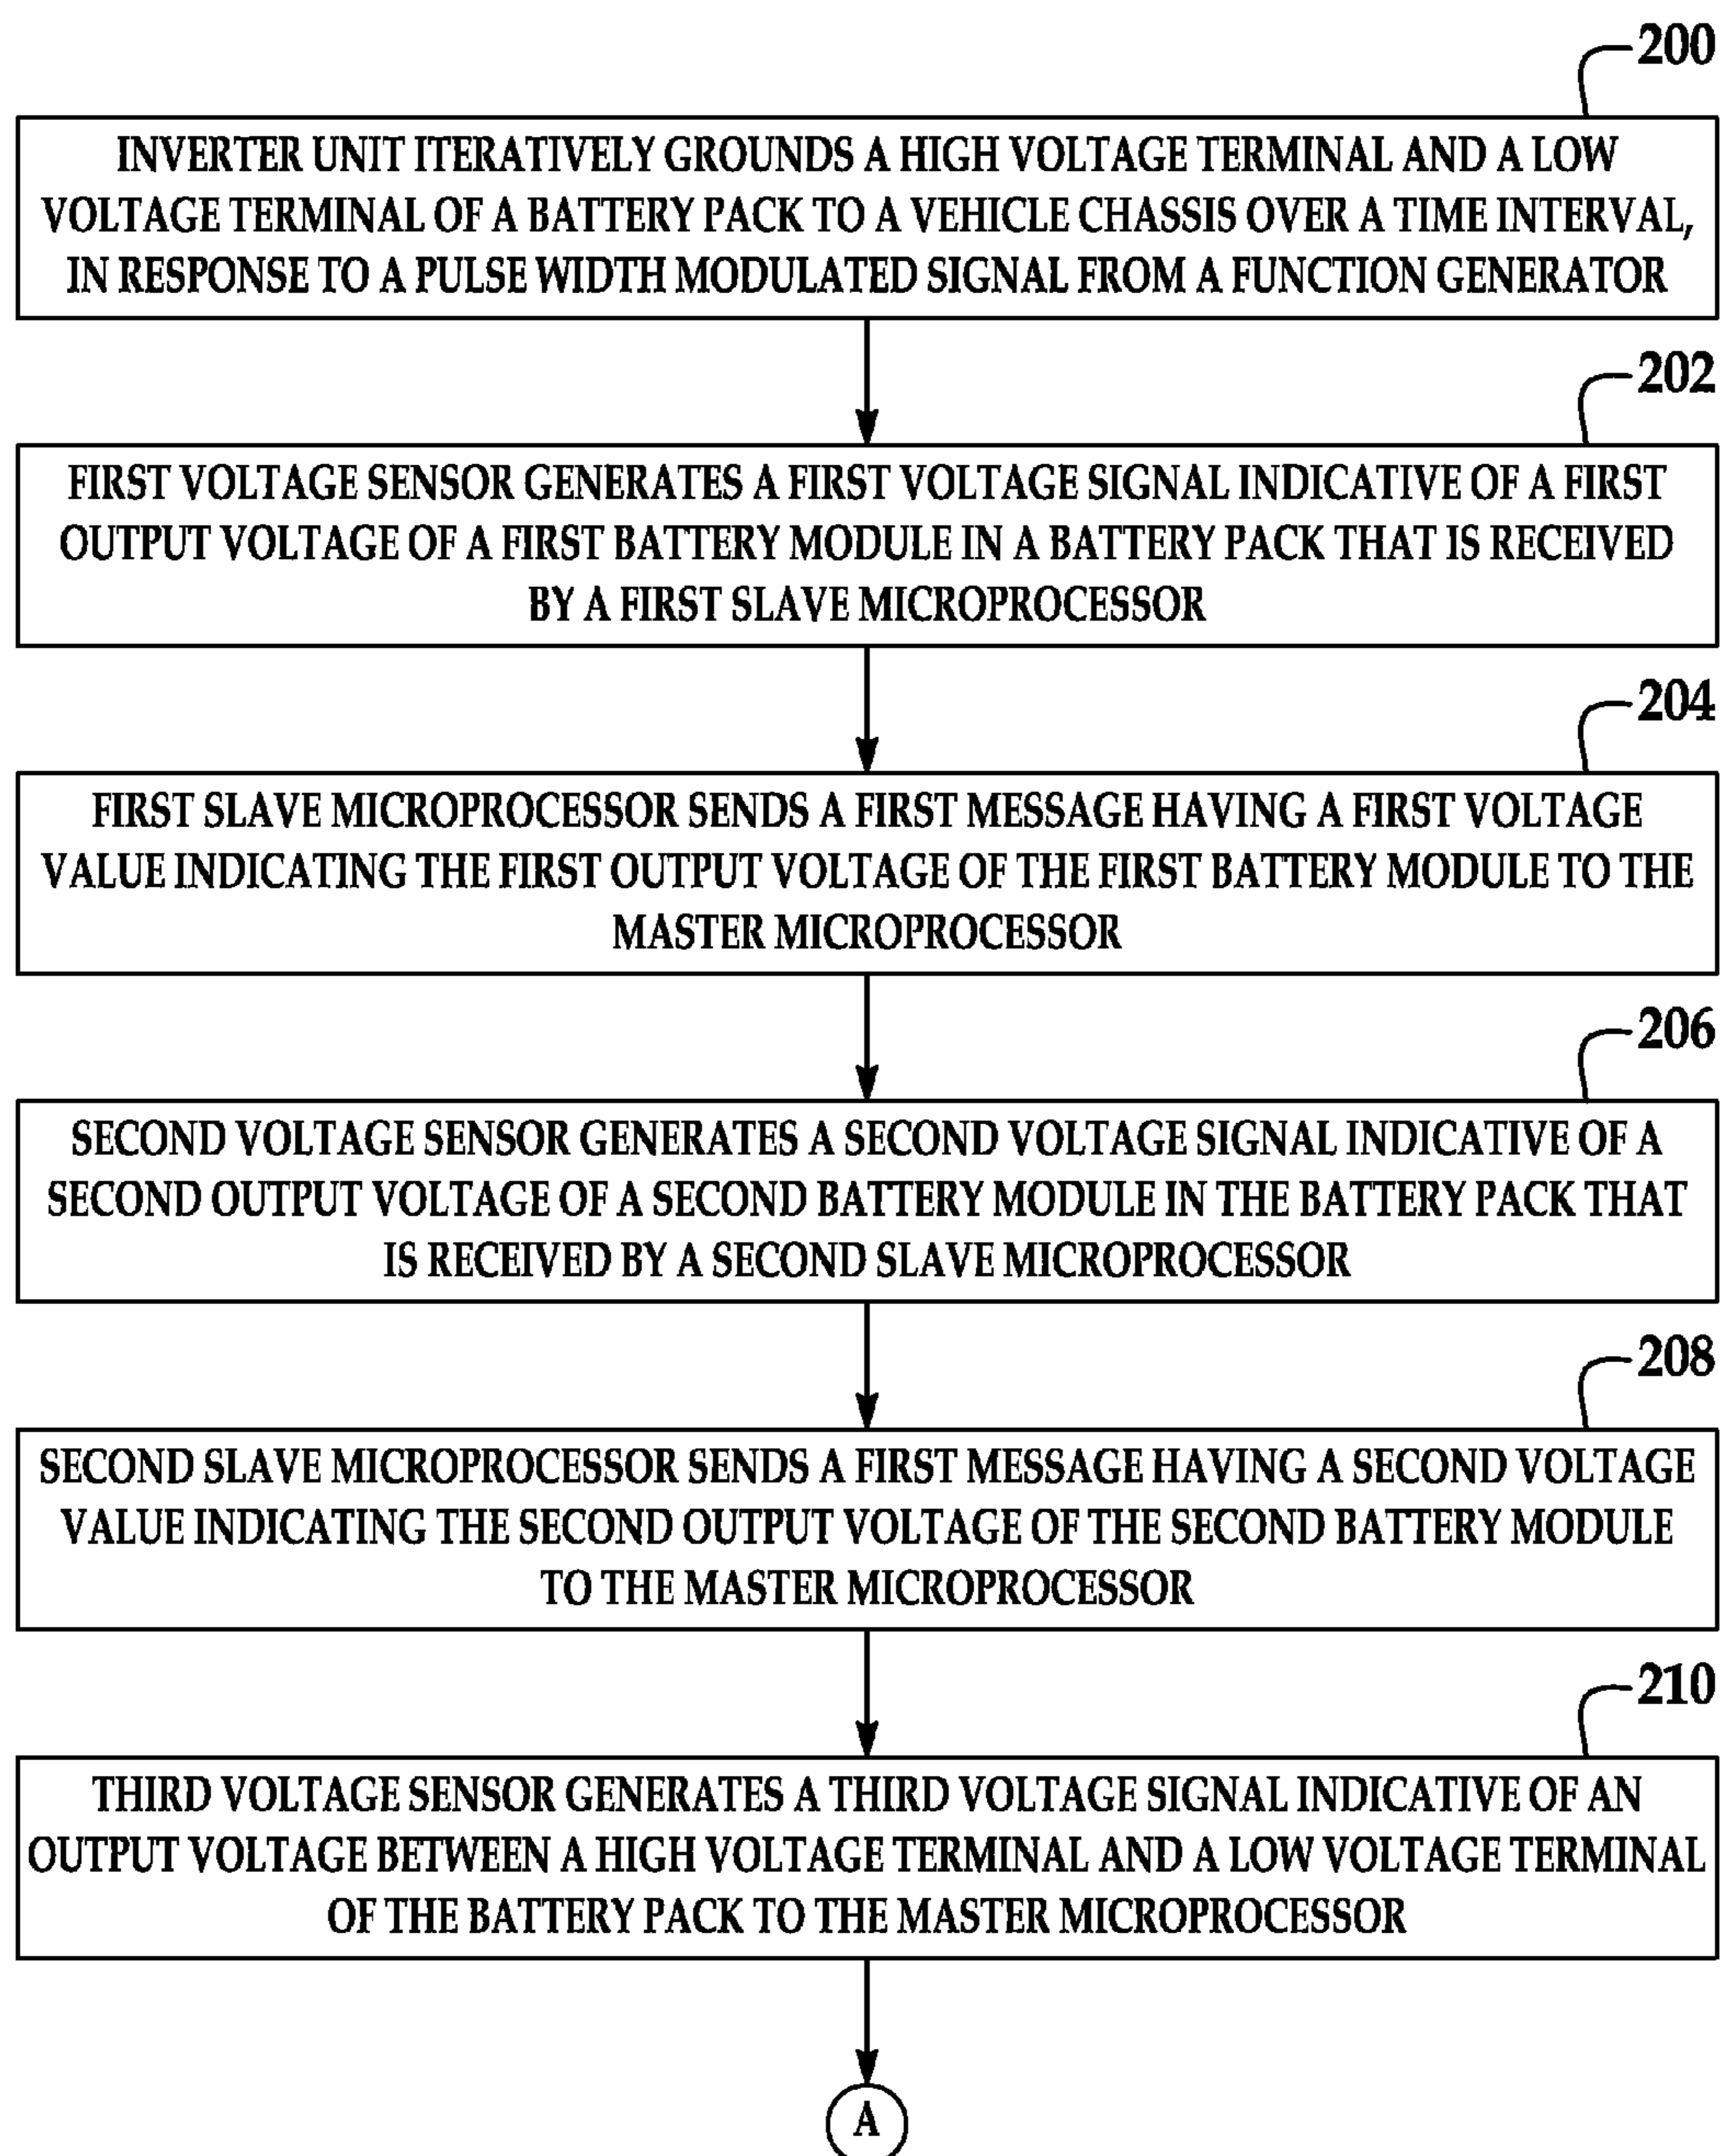 200
INVERTER UNIT ITERATIVELY GROUNDS A HIGH VOLTAGE TERMINAL AND A LOW
VOLTAGE TERMINAL OF A BATTERY PACK TO A VEHICLE CHASSIS OVER A TIME INTERVAL,
IN RESPONSE TO A PULSE WIDTH MODULATED SIGNAL FROM A FUNCTION GENERATOR
202
FIRST VOLTAGE SENSOR GENERATES A FIRST VOLTAGE SIGNAL INDICATIVE OF A FIRST
OUTPUT VOLTAGE OF A FIRST BATTERY MODULE IN A BATTERY PACK THAT IS RECEIVED
BY A FIRST SLAVE MICROPROCESSOR
204
FIRST SLAVE MICROPROCESSOR SENDS A FIRST MESSAGE HAVING A FIRST VOLTAGE
VALUE INDICATING THE FIRST OUTPUT VOLTAGE OF THE FIRST BATTERY MODULE TO THE
MASTER MICROPROCESSOR
206
SECOND VOLTAGE SENSOR GENERATES A SECOND VOLTAGE SIGNAL INDICATIVE OF A
SECOND OUTPUT VOLTAGE OF A SECOND BATTERY MODULE IN THE BATTERY PACK THAT
IS RECEIVED BY A SECOND SLAVE MICROPROCESSOR
208
SECOND SLAVE MICROPROCESSOR SENDS A FIRST MESSAGE HAVING A SECOND VOLTAGE
VALUE INDICATING THE SECOND OUTPUT VOLTAGE OF THE SECOND BATTERY MODULE
TO THE MASTER MICROPROCESSOR
210
THIRD VOLTAGE SENSOR GENERATES A THIRD VOLTAGE SIGNAL INDICATIVE OF AN
OUTPUT VOLTAGE BETWEEN A HIGH VOLTAGE TERMINAL AND A LOW VOLTAGE TERMINAL
OF THE BATTERY PACK TO THE MASTER MICROPROCESSOR
A